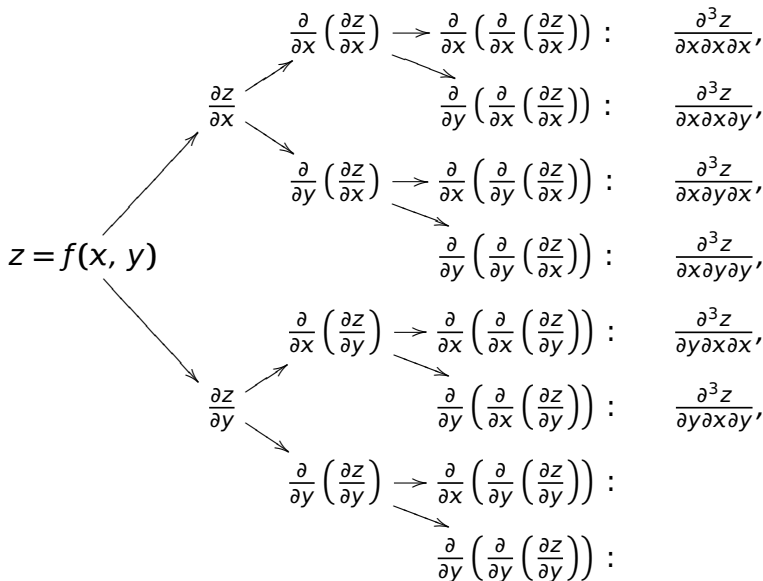 ∂/∂x (∂z/∂x) → ∂/∂x (∂/∂x (∂z/∂x)) : ∂³z/∂x∂x∂x,
∂z/∂x ∂/∂y (∂/∂x (∂z/∂x)) : ∂³z/∂x∂x∂y,
∂/∂y (∂z/∂x) → ∂/∂x (∂/∂y (∂z/∂x)) : ∂³z/∂x∂y∂x,
z = f(x, y) ∂/∂y (∂/∂y (∂z/∂x)) : ∂³z/∂x∂y∂y,
∂/∂x (∂z/∂y) → ∂/∂x (∂/∂x (∂z/∂y)) : ∂³z/∂y∂x∂x,
∂z/∂y ∂/∂y (∂/∂x (∂z/∂y)) : ∂³z/∂y∂x∂y,
∂/∂y (∂z/∂y) → ∂/∂x (∂/∂y (∂z/∂y)) :
∂/∂y (∂/∂y (∂z/∂y)) :